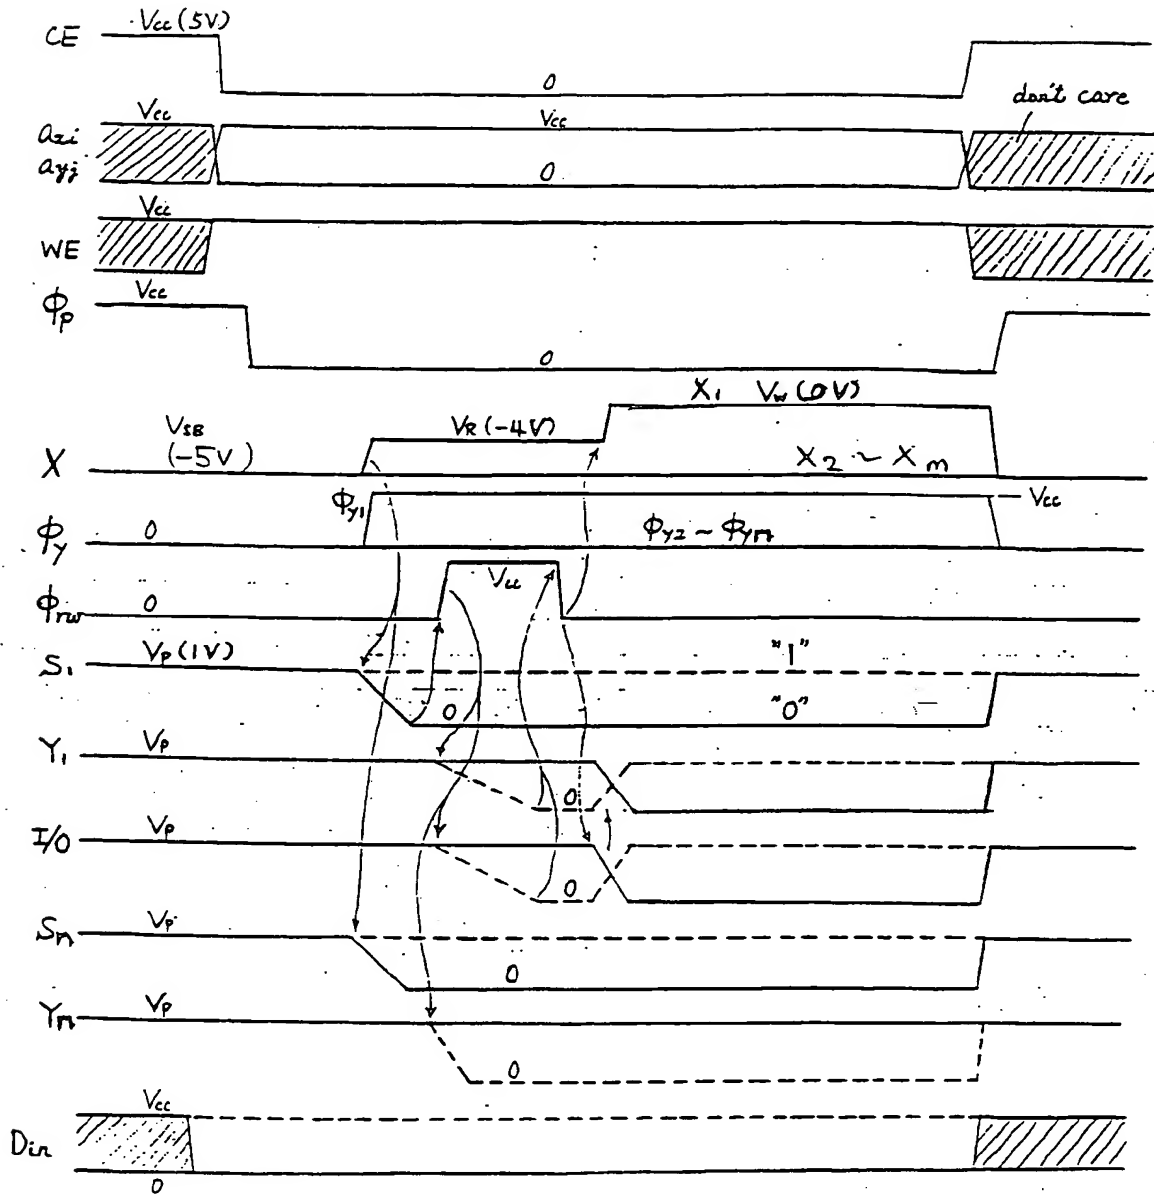 CE Vcc (5V)
0
don't care
axi Vcc Vcc
ayj 0
Vcc
WE
Vcc
Φp
0
X1 Vw (0V)
VSB VR (-4V)
X (-5V) X2 ~ Xm
Φy1 Vcc
Φy 0 Φy2 ~ Φyn
Vcc
Φrw 0
S1 Vp (1V) "1"
0 "0"
Y1 Vp
0
I/O Vp
0
Sn Vp
0
Yn Vp
0
Vcc
Din
0